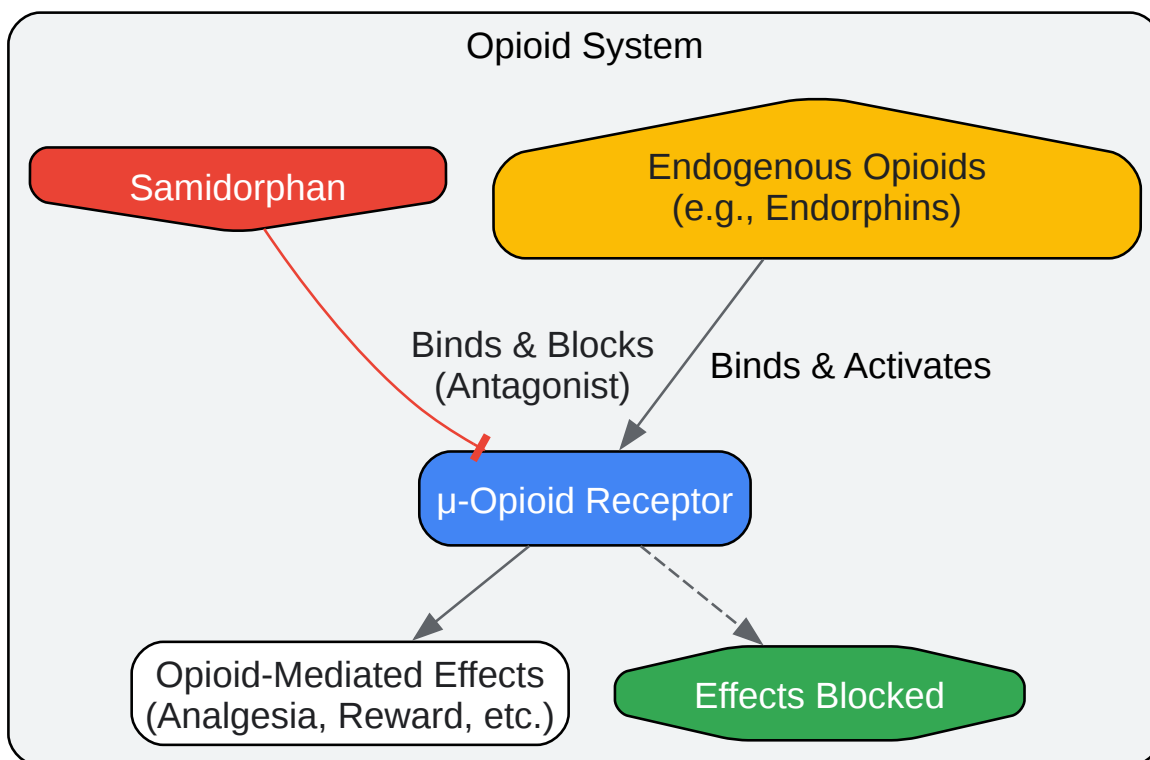 Opioid System
Samidorphan
Endogenous Opioids
(e.g., Endorphins)
Binds & Blocks
(Antagonist)
Binds & Activates
μ-Opioid Receptor
Opioid-Mediated Effects
(Analgesia, Reward, etc.)
Effects Blocked